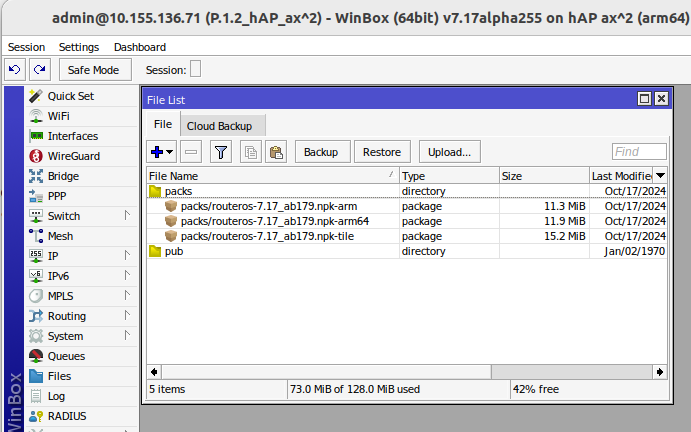 admin@10.155.136.71 (P.1.2_hAP_ax^2) - WinBox (64bit) v7.17alpha255 on hAP ax^2 (arm64)
Session Settings Dashboard
Safe Mode Session:
Quick Set
WiFi
Interfaces
WireGuard
Bridge
PPP
Switch
Mesh
IP
IPv6
MPLS
Routing
System
Queues
Files
Log
RADIUS
WinBox
File List
File Cloud Backup
Backup Restore Upload... Find
File Name / Type Size Last Modified
packs directory Oct/17/2024
packs/routeros-7.17_ab179.npk-arm package 11.3 MiB Oct/17/2024
packs/routeros-7.17_ab179.npk-arm64 package 11.9 MiB Oct/17/2024
packs/routeros-7.17_ab179.npk-tile package 15.2 MiB Oct/17/2024
pub directory Jan/02/1970
5 items 73.0 MiB of 128.0 MiB used 42% free